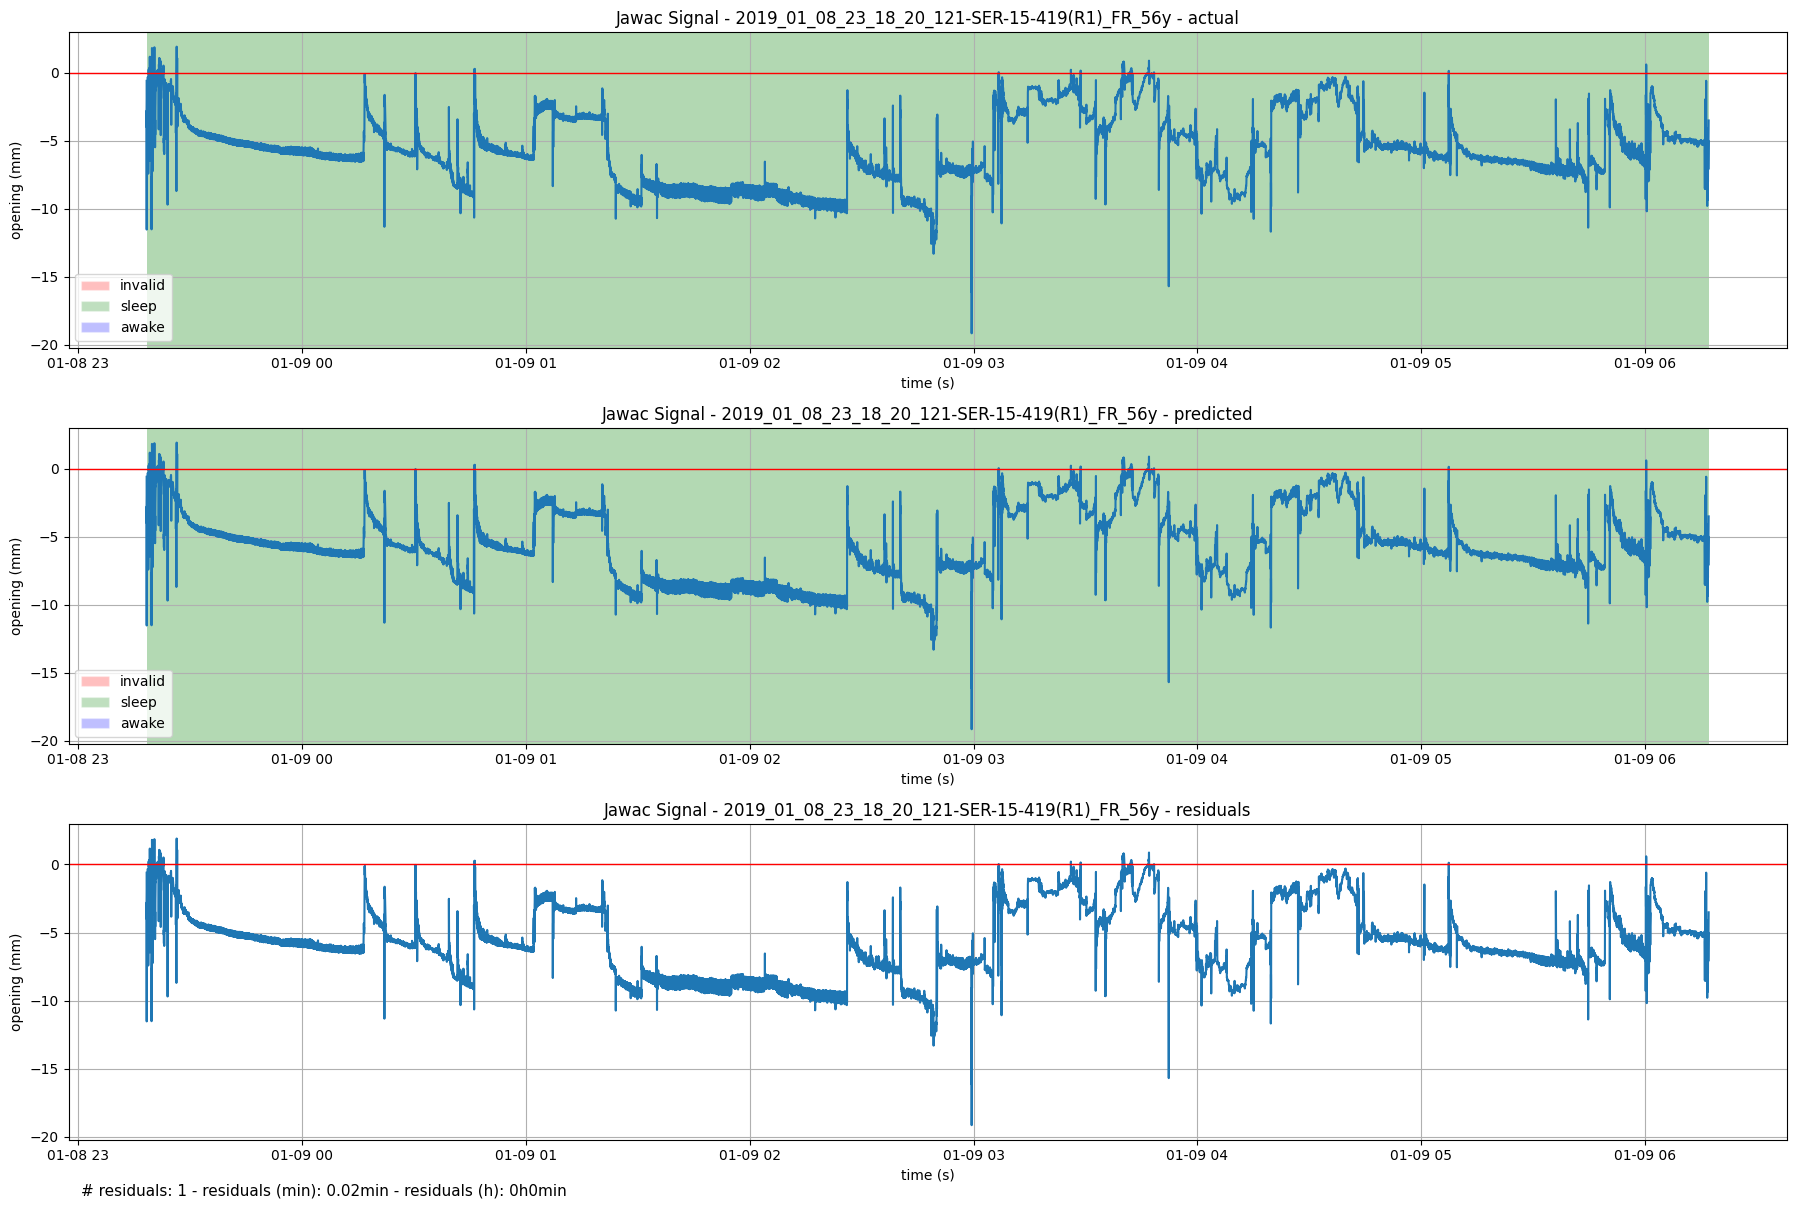 Jawac Signal - 2019_01_08_23_18_20_121-SER-15-419(R1)_FR_56y - actual
opening (mm)
0
−5
−10
−15
−20
invalid
sleep
awake
01-08 23 01-09 00 01-09 01 01-09 02 01-09 03 01-09 04 01-09 05 01-09 06
time (s)
Jawac Signal - 2019_01_08_23_18_20_121-SER-15-419(R1)_FR_56y - predicted
opening (mm)
0
−5
−10
−15
−20
invalid
sleep
awake
01-08 23 01-09 00 01-09 01 01-09 02 01-09 03 01-09 04 01-09 05 01-09 06
time (s)
Jawac Signal - 2019_01_08_23_18_20_121-SER-15-419(R1)_FR_56y - residuals
opening (mm)
0
−5
−10
−15
−20
01-08 23 01-09 00 01-09 01 01-09 02 01-09 03 01-09 04 01-09 05 01-09 06
time (s)
# residuals: 1 - residuals (min): 0.02min - residuals (h): 0h0min